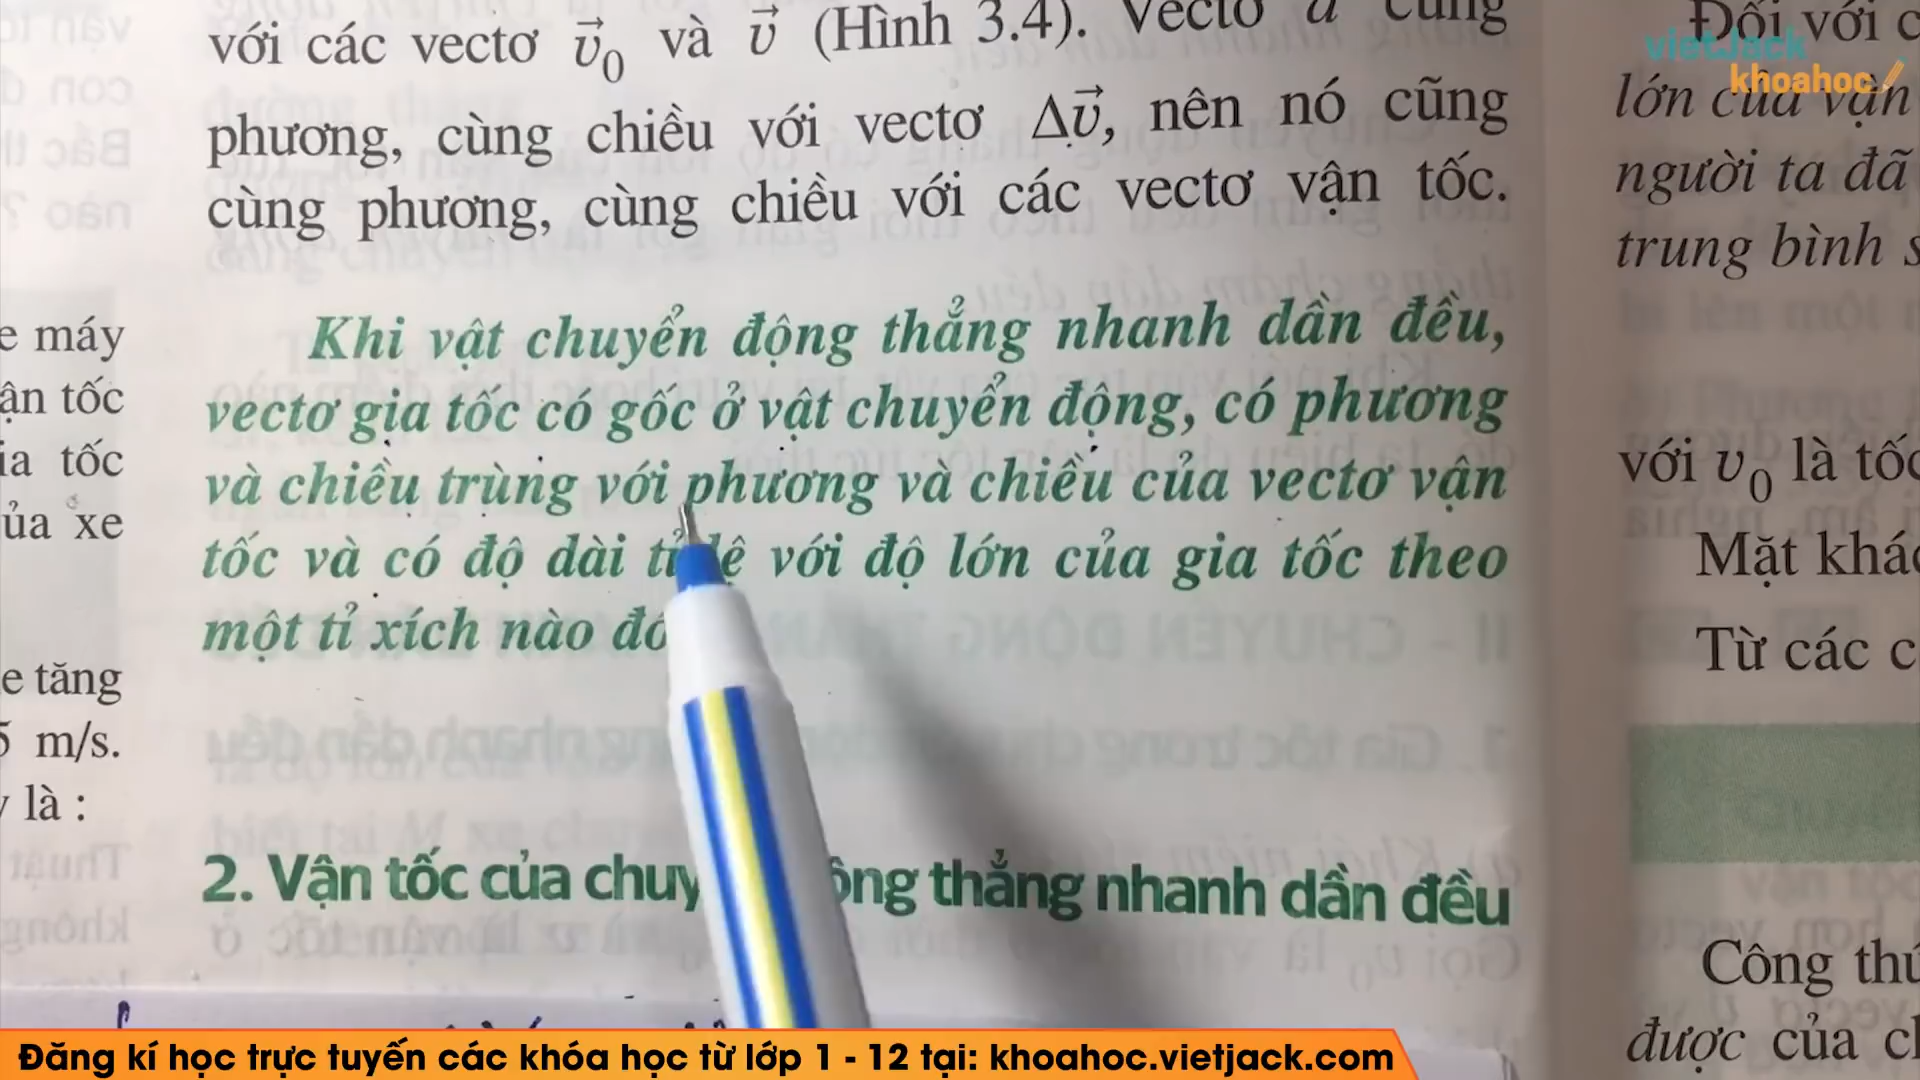 với các vectơ v⃗₀ và v⃗ (Hình 3.4). Vectơ a⃗ cùng
phương, cùng chiều với vectơ Δv⃗, nên nó cũng
cùng phương, cùng chiều với các vectơ vận tốc.
Khi vật chuyển động thẳng nhanh dần đều,
vectơ gia tốc có gốc ở vật chuyển động, có phương
và chiều trùng với phương và chiều của vectơ vận
tốc và có độ dài tỉ lệ với độ lớn của gia tốc theo
một tỉ xích nào đó
2. Vận tốc của chuy ộng thẳng nhanh dần đều
e máy
ận tốc
ia tốc
ủa xe
e tăng
5 m/s.
y là :
Đối với c
lớn của vận
người ta đã
trung bình s
với v₀ là tốc
Mặt khác
Từ các c
Công thứ
được của ch
vietJack
khoahoc
Đăng kí học trực tuyến các khóa học từ lớp 1 - 12 tại: khoahoc.vietjack.com